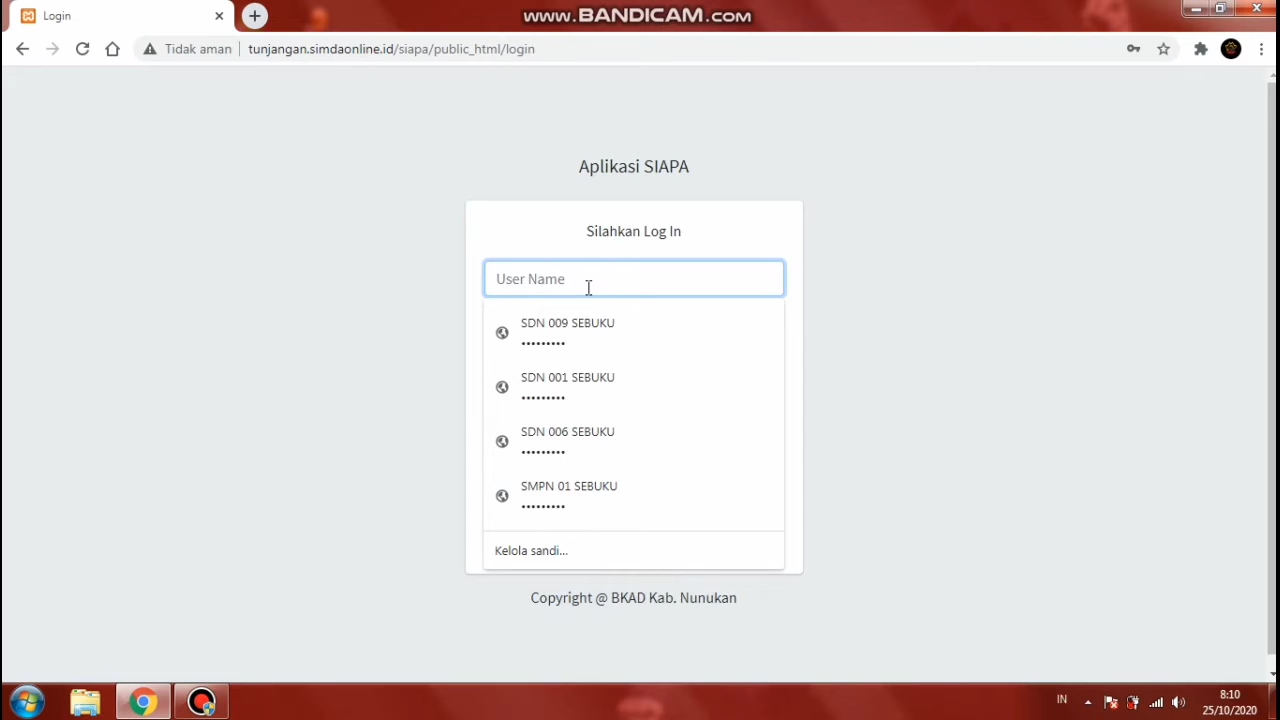 Login
www.BANDICAM.com
Tidak aman
tunjangan.simdaonline.id/siapa/public_html/login
Aplikasi SIAPA
Silahkan Log In
User Name
SDN 009 SEBUKU
•••••••••
SDN 001 SEBUKU
•••••••••
SDN 006 SEBUKU
•••••••••
SMPN 01 SEBUKU
•••••••••
Kelola sandi...
Copyright @ BKAD Kab. Nunukan
IN
8:10
25/10/2020